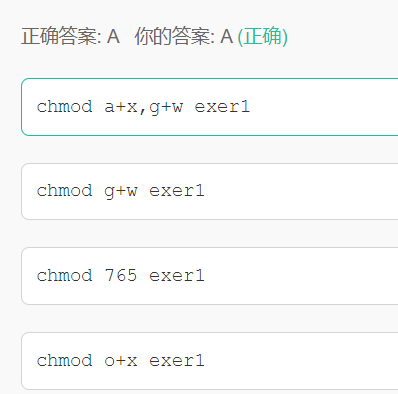 正确答案: A 你的答案: A (正确)
chmod a+x,g+w exer1
chmod g+w exer1
chmod 765 exer1
chmod o+x exer1